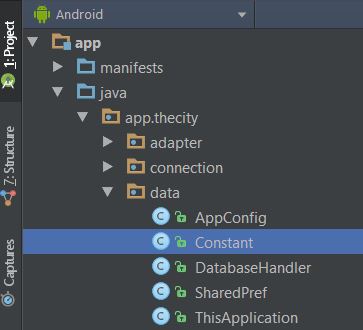 Android
1: Project
app
manifests
java
app.thecity
adapter
connection
data
AppConfig
Constant
DatabaseHandler
SharedPref
ThisApplication
7: Structure
Captures